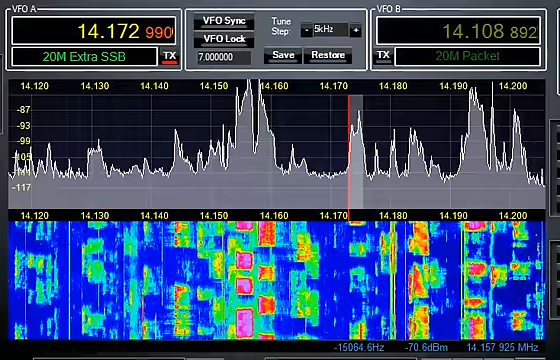 VFO A
14.172 990
20M Extra SSB
TX
VFO Sync
VFO Lock
7.000000
Tune
Step:
- 5kHz +
Save
Restore
VFO B
14.108 892
TX
20M Packet
14.120 14.130 14.140 14.150 14.160 14.170 14.180 14.190 14.200
-87
-93
-99
-105
-117
14.120 14.130 14.140 14.150 14.160 14.170 14.180 14.190 14.200
-15064.6Hz -70.6dBm 14.157 925 MHz